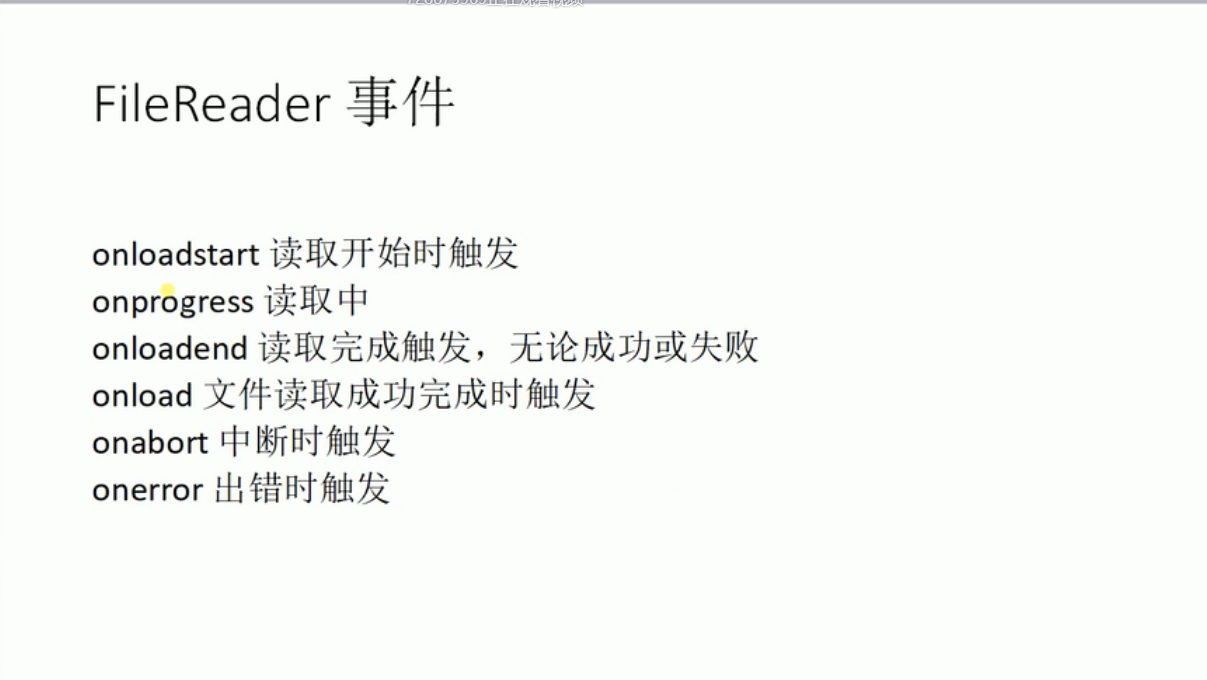 FileReader 事件
onloadstart 读取开始时触发
onprogress 读取中
onloadend 读取完成触发，无论成功或失败
onload 文件读取成功完成时触发
onabort 中断时触发
onerror 出错时触发